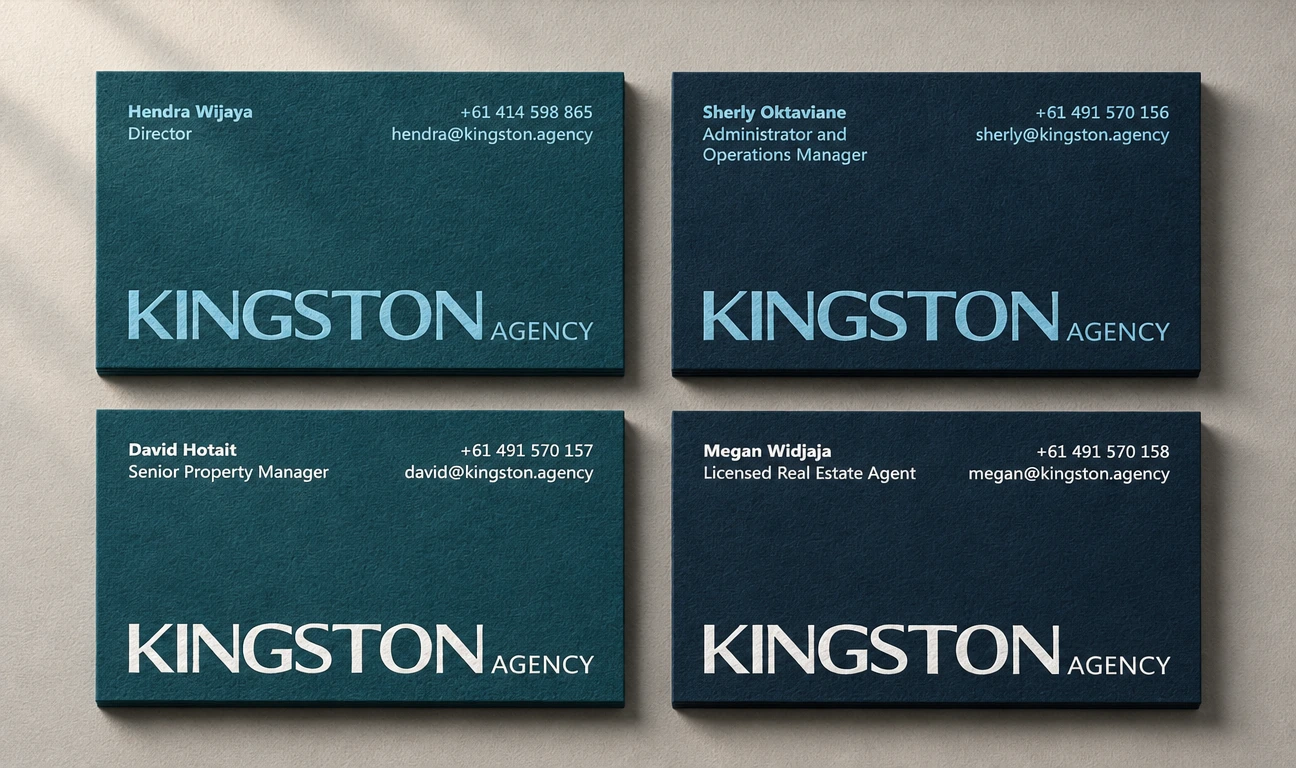 Hendra Wijaya
Director
+61 414 598 865
hendra@kingston.agency
KINGSTON AGENCY
Sherly Oktaviane
Administrator and
Operations Manager
+61 491 570 156
sherly@kingston.agency
KINGSTON AGENCY
David Hotait
Senior Property Manager
+61 491 570 157
david@kingston.agency
KINGSTON AGENCY
Megan Widjaja
Licensed Real Estate Agent
+61 491 570 158
megan@kingston.agency
KINGSTON AGENCY